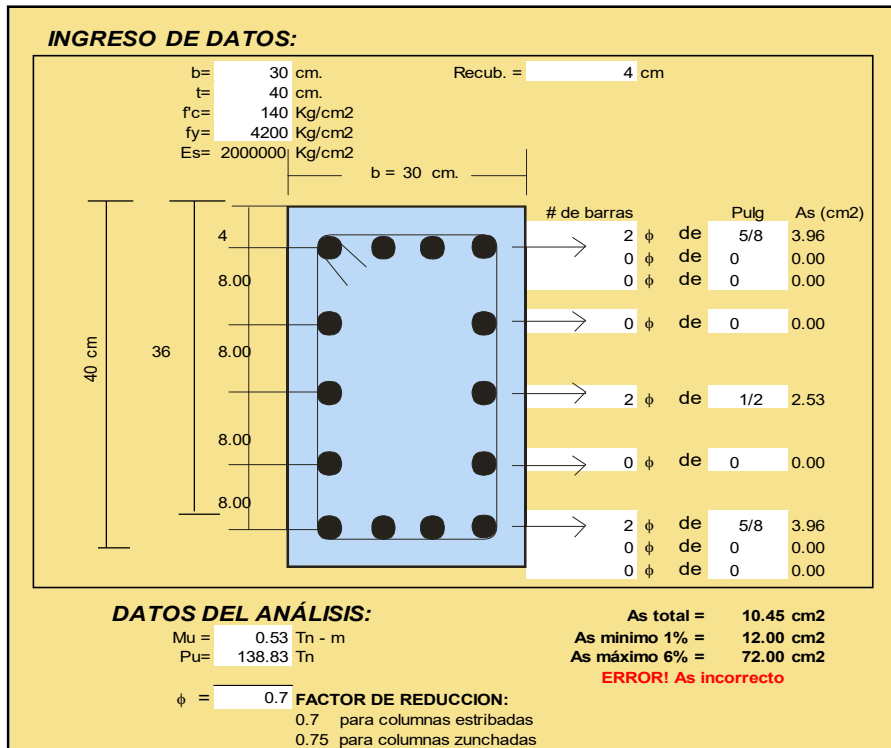 INGRESO DE DATOS:
b= 30 cm. Recub. = 4 cm
t= 40 cm.
f'c= 140 Kg/cm2
fy= 4200 Kg/cm2
Es= 2000000 Kg/cm2
b = 30 cm.
# de barras Pulg As (cm2)
4 2 ϕ de 5/8 3.96
0 ϕ de 0 0.00
8.00 0 ϕ de 0 0.00
0 ϕ de 0 0.00
40 cm 36 8.00
2 ϕ de 1/2 2.53
8.00
0 ϕ de 0 0.00
8.00
2 ϕ de 5/8 3.96
0 ϕ de 0 0.00
0 ϕ de 0 0.00
DATOS DEL ANÁLISIS: As total = 10.45 cm2
Mu = 0.53 Tn - m As minimo 1% = 12.00 cm2
Pu= 138.83 Tn As máximo 6% = 72.00 cm2
ERROR! As incorrecto
ϕ = 0.7 FACTOR DE REDUCCION:
0.7 para columnas estribadas
0.75 para columnas zunchadas